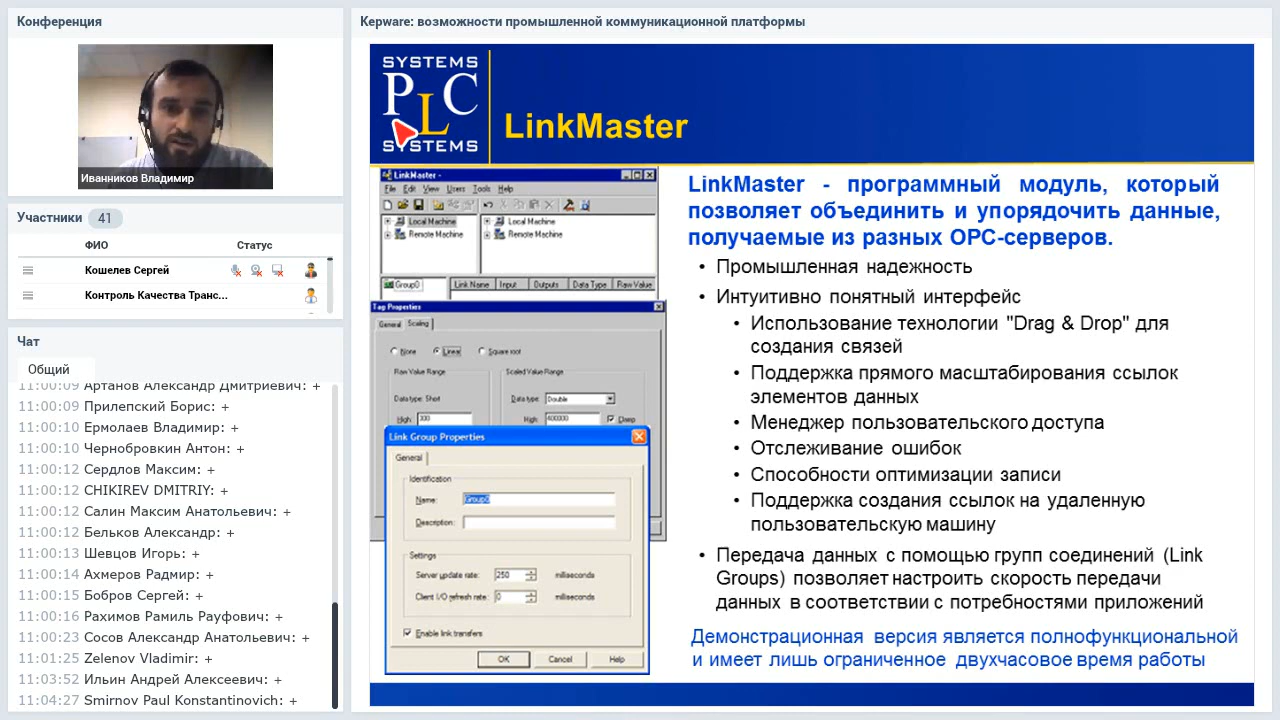 Конференция
Иванников Владимир
Участники 41
ФИО Статус
Кошелев Сергей
Контроль Качества Транс...
Чат
Общий
11:00:09 Артанов Александр Дмитриевич: +
11:00:09 Прилепский Борис: +
11:00:10 Ермолаев Владимир: +
11:00:10 Чернобровкин Антон: +
11:00:12 Сердлов Максим: +
11:00:12 CHIKIREV DMITRIY: +
11:00:12 Салин Максим Анатольевич: +
11:00:12 Бельков Александр: +
11:00:13 Шевцов Игорь: +
11:00:14 Ахмеров Радмир: +
11:00:15 Бобров Сергей: +
11:00:16 Рахимов Рамиль Рауфович: +
11:00:23 Сосов Александр Анатольевич: +
11:01:25 Zelenov Vladimir: +
11:03:52 Ильин Андрей Алексеевич: +
11:04:27 Smirnov Paul Konstantinovich: +
Kepware: возможности промышленной коммуникационной платформы
SYSTEMS
PLC
SYSTEMS
LinkMaster
LinkMaster -
File Edit View Users Tools Help
Local Machine
Remote Machine
Local Machine
Remote Machine
Group0 Link Name Input Outputs Data Type Raw Value
Tag Properties
General Scaling
None Linear Square root
Raw Value Range Scaled Value Range
Data type: Short Data type: Double
High: 300 High: 400000 Clamp
Link Group Properties
General
Identification
Name: Group0
Description:
Settings
Server update rate: 250 milliseconds
Client I/O refresh rate: 0 milliseconds
Enable link transfers
OK Cancel Help
LinkMaster - программный модуль, который
позволяет объединить и упорядочить данные,
получаемые из разных OPC-серверов.
• Промышленная надежность
• Интуитивно понятный интерфейс
• Использование технологии "Drag & Drop" для
создания связей
• Поддержка прямого масштабирования ссылок
элементов данных
• Менеджер пользовательского доступа
• Отслеживание ошибок
• Способности оптимизации записи
• Поддержка создания ссылок на удаленную
пользовательскую машину
• Передача данных с помощью групп соединений (Link
Groups) позволяет настроить скорость передачи
данных в соответствии с потребностями приложений
Демонстрационная версия является полнофункциональной
и имеет лишь ограниченное двухчасовое время работы